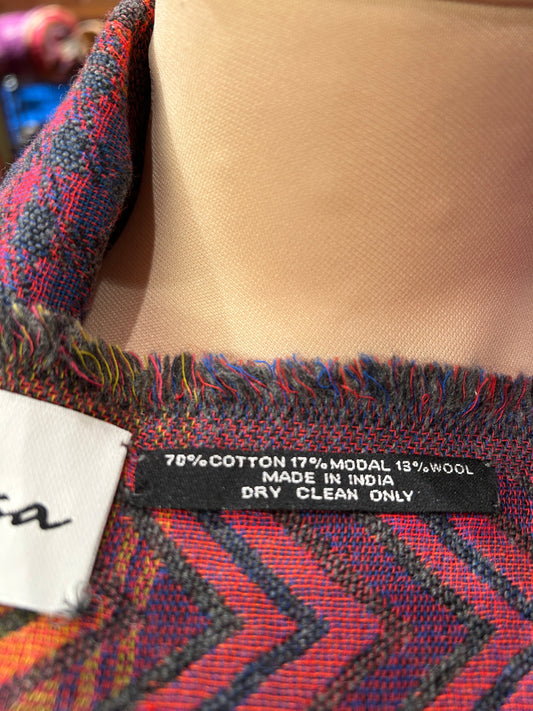 70% COTTON 17% MODAL 13% WOOL
MADE IN INDIA
DRY CLEAN ONLY